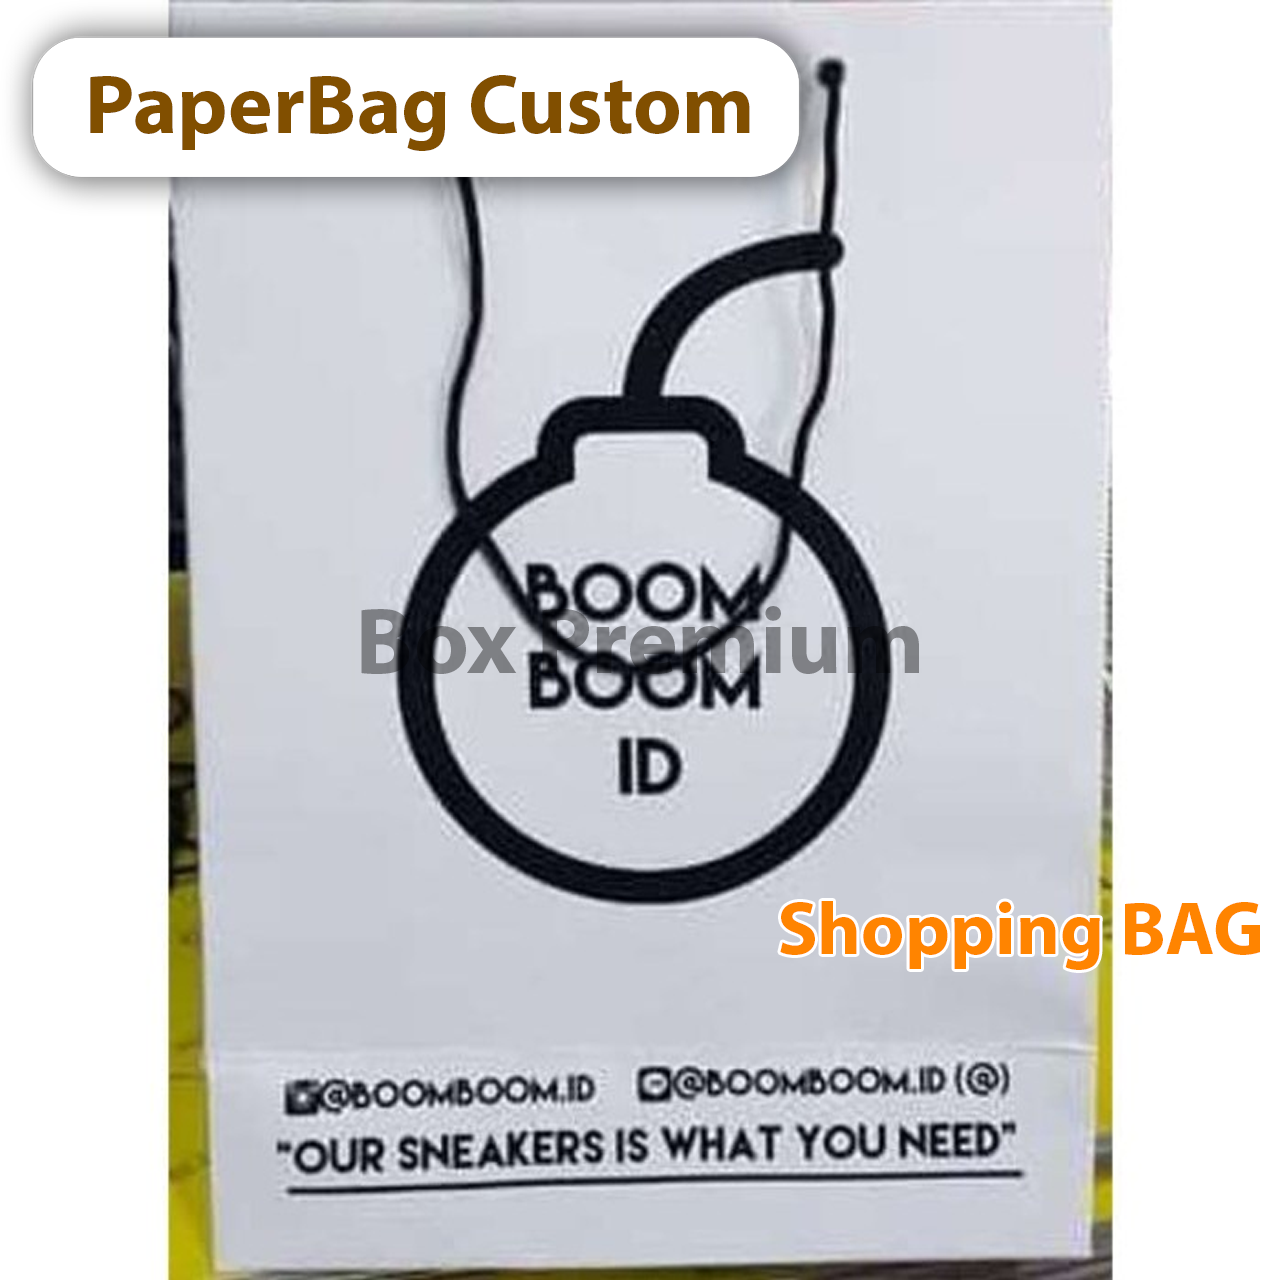 PaperBag Custom
BOOM
Box Premium
BOOM
ID
Shopping BAG
@BOOMBOOM.ID @BOOMBOOM.ID (@)
"OUR SNEAKERS IS WHAT YOU NEED"